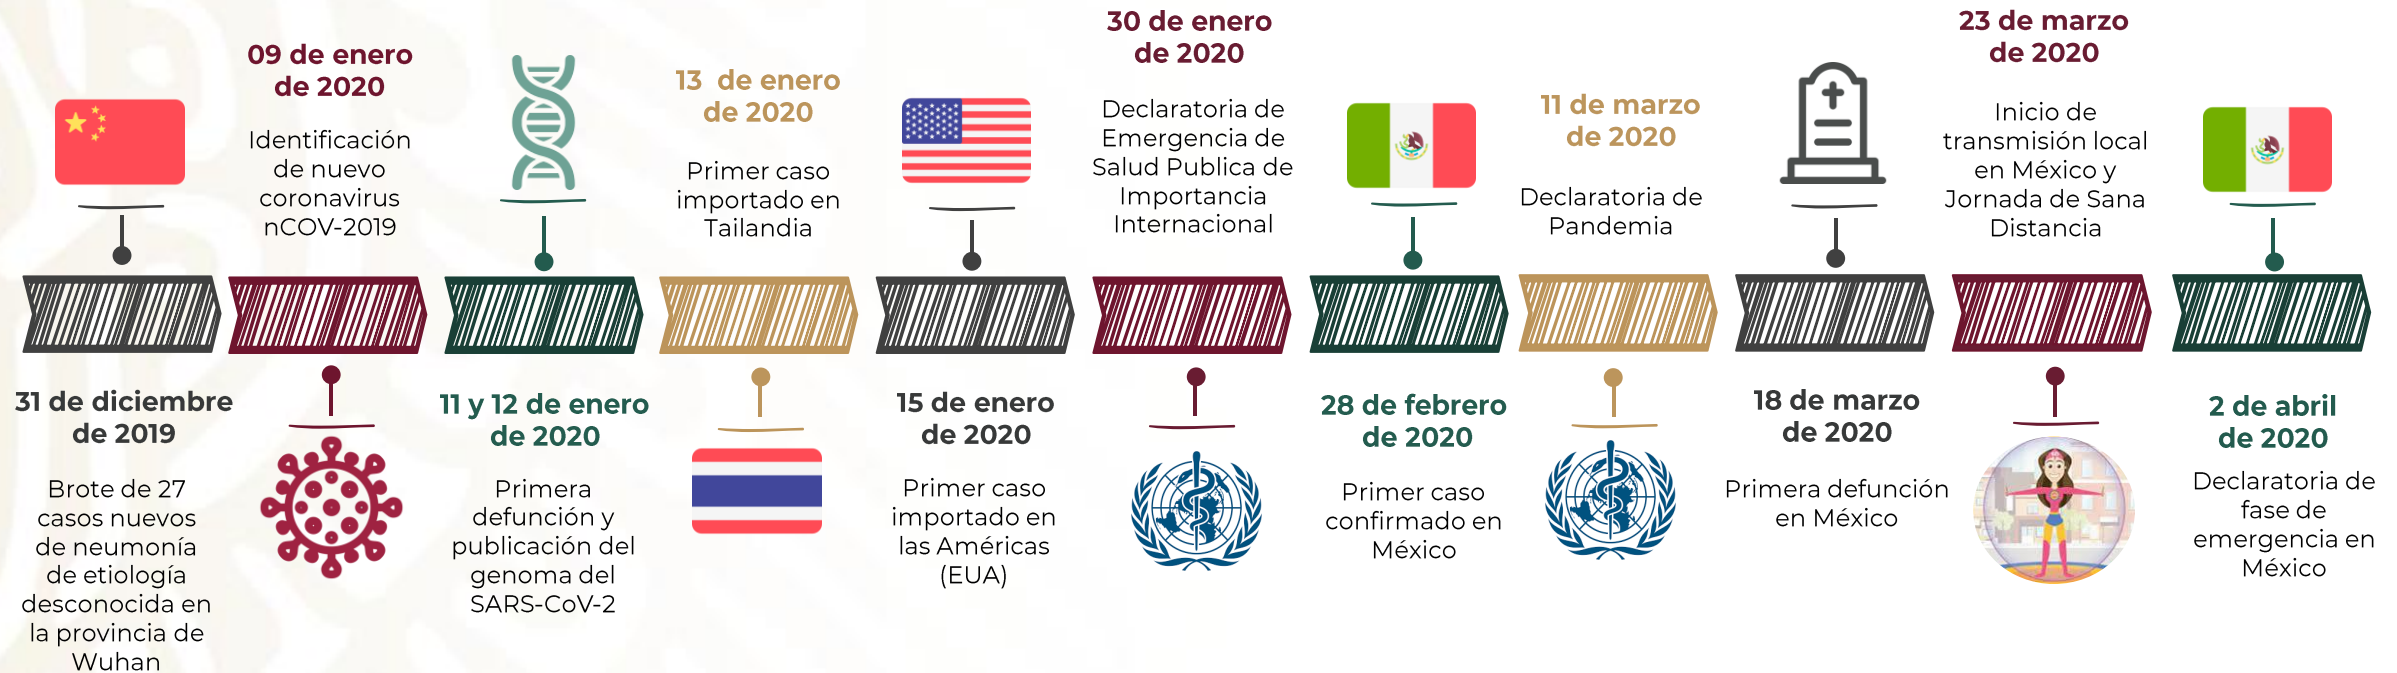 31 de diciembre
de 2019
Brote de 27
casos nuevos
de neumonía
de etiología
desconocida en
la provincia de
Wuhan
09 de enero
de 2020
Identificación
de nuevo
coronavirus
nCOV-2019
11 y 12 de enero
de 2020
Primera
defunción y
publicación del
genoma del
SARS-CoV-2
13 de enero
de 2020
Primer caso
importado en
Tailandia
15 de enero
de 2020
Primer caso
importado en
las Américas
(EUA)
30 de enero
de 2020
Declaratoria de
Emergencia de
Salud Publica de
Importancia
Internacional
28 de febrero
de 2020
Primer caso
confirmado en
México
11 de marzo
de 2020
Declaratoria de
Pandemia
18 de marzo
de 2020
Primera defunción
en México
23 de marzo
de 2020
Inicio de
transmisión local
en México y
Jornada de Sana
Distancia
2 de abril
de 2020
Declaratoria de
fase de
emergencia en
México